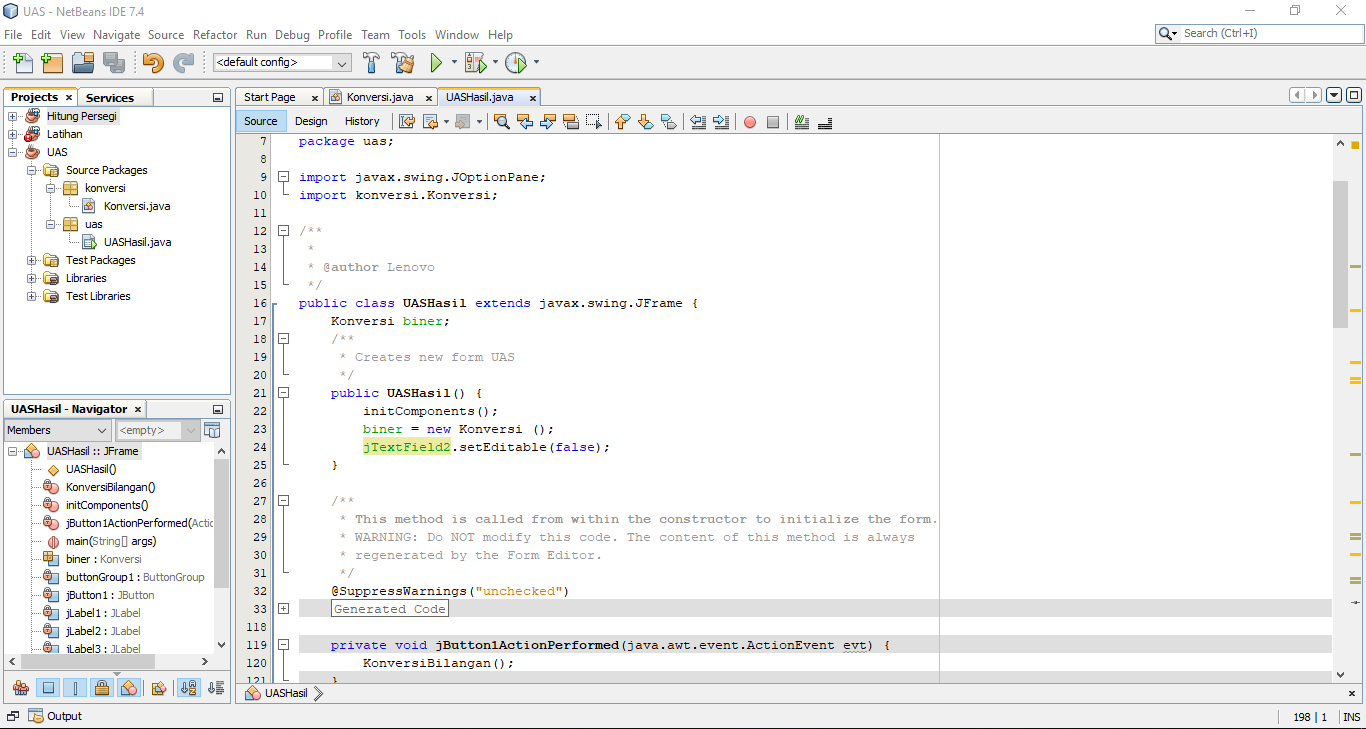 UAS - NetBeans IDE 7.4
File Edit View Navigate Source Refactor Run Debug Profile Team Tools Window Help
Search (Ctrl+I)
<default config>
Projects
Services
Hitung Persegi
Latihan
UAS
Source Packages
konversi
Konversi.java
uas
UASHasil.java
Test Packages
Libraries
Test Libraries
UASHasil - Navigator
Members
<empty>
UASHasil :: JFrame
UASHasil()
KonversiBilangan()
initComponents()
jButton1ActionPerformed(Actic
main(String[] args)
biner : Konversi
buttonGroup1 : ButtonGroup
jButton1 : JButton
jLabel1 : JLabel
jLabel2 : JLabel
jLabel3 : JLabel
Start Page
Konversi.java
UASHasil.java
Source Design History
7 package uas;
8
9 import javax.swing.JOptionPane;
10 import konversi.Konversi;
11
12 /**
13 *
14 * @author Lenovo
15 */
16 public class UASHasil extends javax.swing.JFrame {
17 Konversi biner;
18 /**
19 * Creates new form UAS
20 */
21 public UASHasil() {
22 initComponents();
23 biner = new Konversi ();
24 jTextField2.setEditable(false);
25 }
26
27 /**
28 * This method is called from within the constructor to initialize the form.
29 * WARNING: Do NOT modify this code. The content of this method is always
30 * regenerated by the Form Editor.
31 */
32 @SuppressWarnings("unchecked")
33 Generated Code
118
119 private void jButton1ActionPerformed(java.awt.event.ActionEvent evt) {
120 KonversiBilangan();
121 }
UASHasil
Output
198 | 1 INS